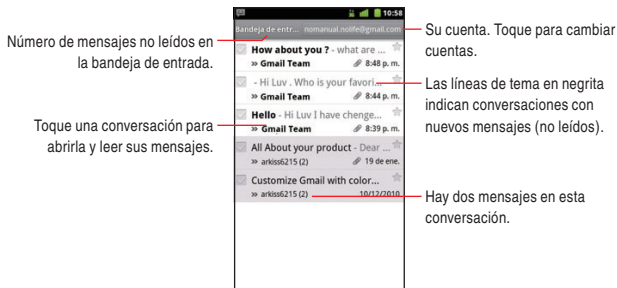 10:58
Bandeja de entr... nomanual.nolife@gmail.com
How about you ? - what are ...
» Gmail Team 8:48 p. m.
- Hi Luv . Who is your favori...
» Gmail Team 8:44 p. m.
Hello - Hi Luv I have chenge...
» Gmail Team 8:39 p. m.
All About your product - Dear ...
» arkiss6215 (2) 19 de ene.
Customize Gmail with color...
» arkiss6215 (2) 10/12/2010
Número de mensajes no leídos en
la bandeja de entrada.
Toque una conversación para
abrirla y leer sus mensajes.
Su cuenta. Toque para cambiar
cuentas.
Las líneas de tema en negrita
indican conversaciones con
nuevos mensajes (no leídos).
Hay dos mensajes en esta
conversación.